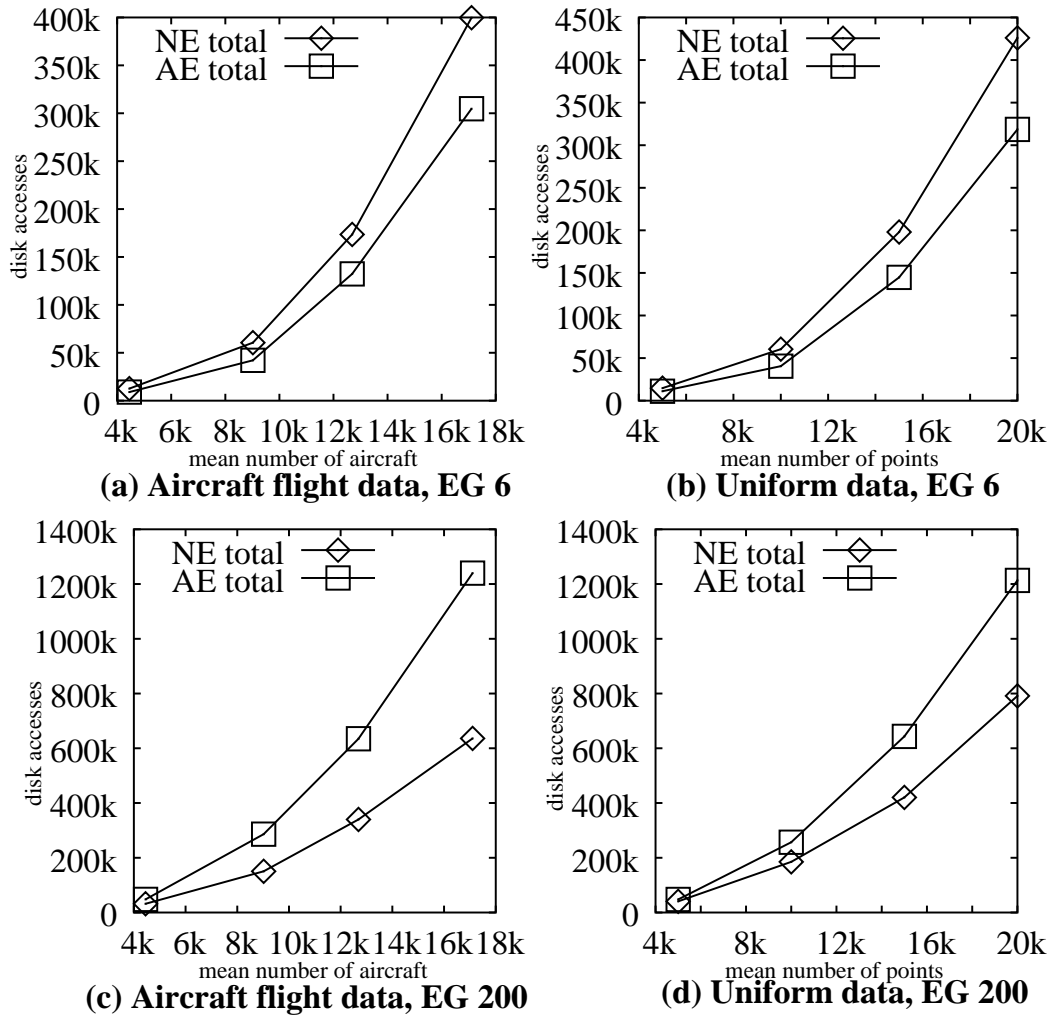 400k
350k
300k
250k
200k
150k
100k
50k
0
4k 6k 8k 10k 12k 14k 16k 18k
disk accesses
mean number of aircraft
NE total
AE total
(a) Aircraft flight data, EG 6
450k
400k
350k
300k
250k
200k
150k
100k
50k
0
4k 8k 12k 16k 20k
disk accesses
mean number of points
NE total
AE total
(b) Uniform data, EG 6
1400k
1200k
1000k
800k
600k
400k
200k
0
4k 6k 8k 10k 12k 14k 16k 18k
disk accesses
mean number of aircraft
NE total
AE total
(c) Aircraft flight data, EG 200
1400k
1200k
1000k
800k
600k
400k
200k
0
4k 8k 12k 16k 20k
disk accesses
mean number of points
NE total
AE total
(d) Uniform data, EG 200